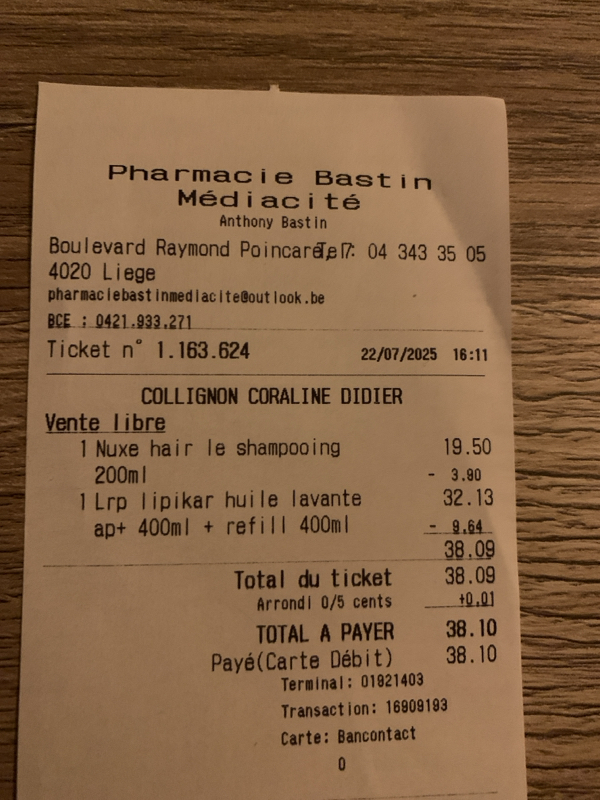 Pharmacie Bastin
Médiacité
Anthony Bastin
Boulevard Raymond Poincaré, 7 Tel: 04 343 35 05
4020 Liege
pharmaciebastinmediacite@outlook.be
BCE : 0421.933.271
Ticket n° 1.163.624 22/07/2025 16:11
COLLIGNON CORALINE DIDIER
Vente libre
1 Nuxe hair le shampooing 19.50
200ml - 3.90
1 Lrp lipikar huile lavante 32.13
ap+ 400ml + refill 400ml - 9.64
38.09
Total du ticket 38.09
Arrondi 0/5 cents +0.01
TOTAL A PAYER 38.10
Payé(Carte Débit) 38.10
Terminal: 01921403
Transaction: 16909193
Carte: Bancontact
0